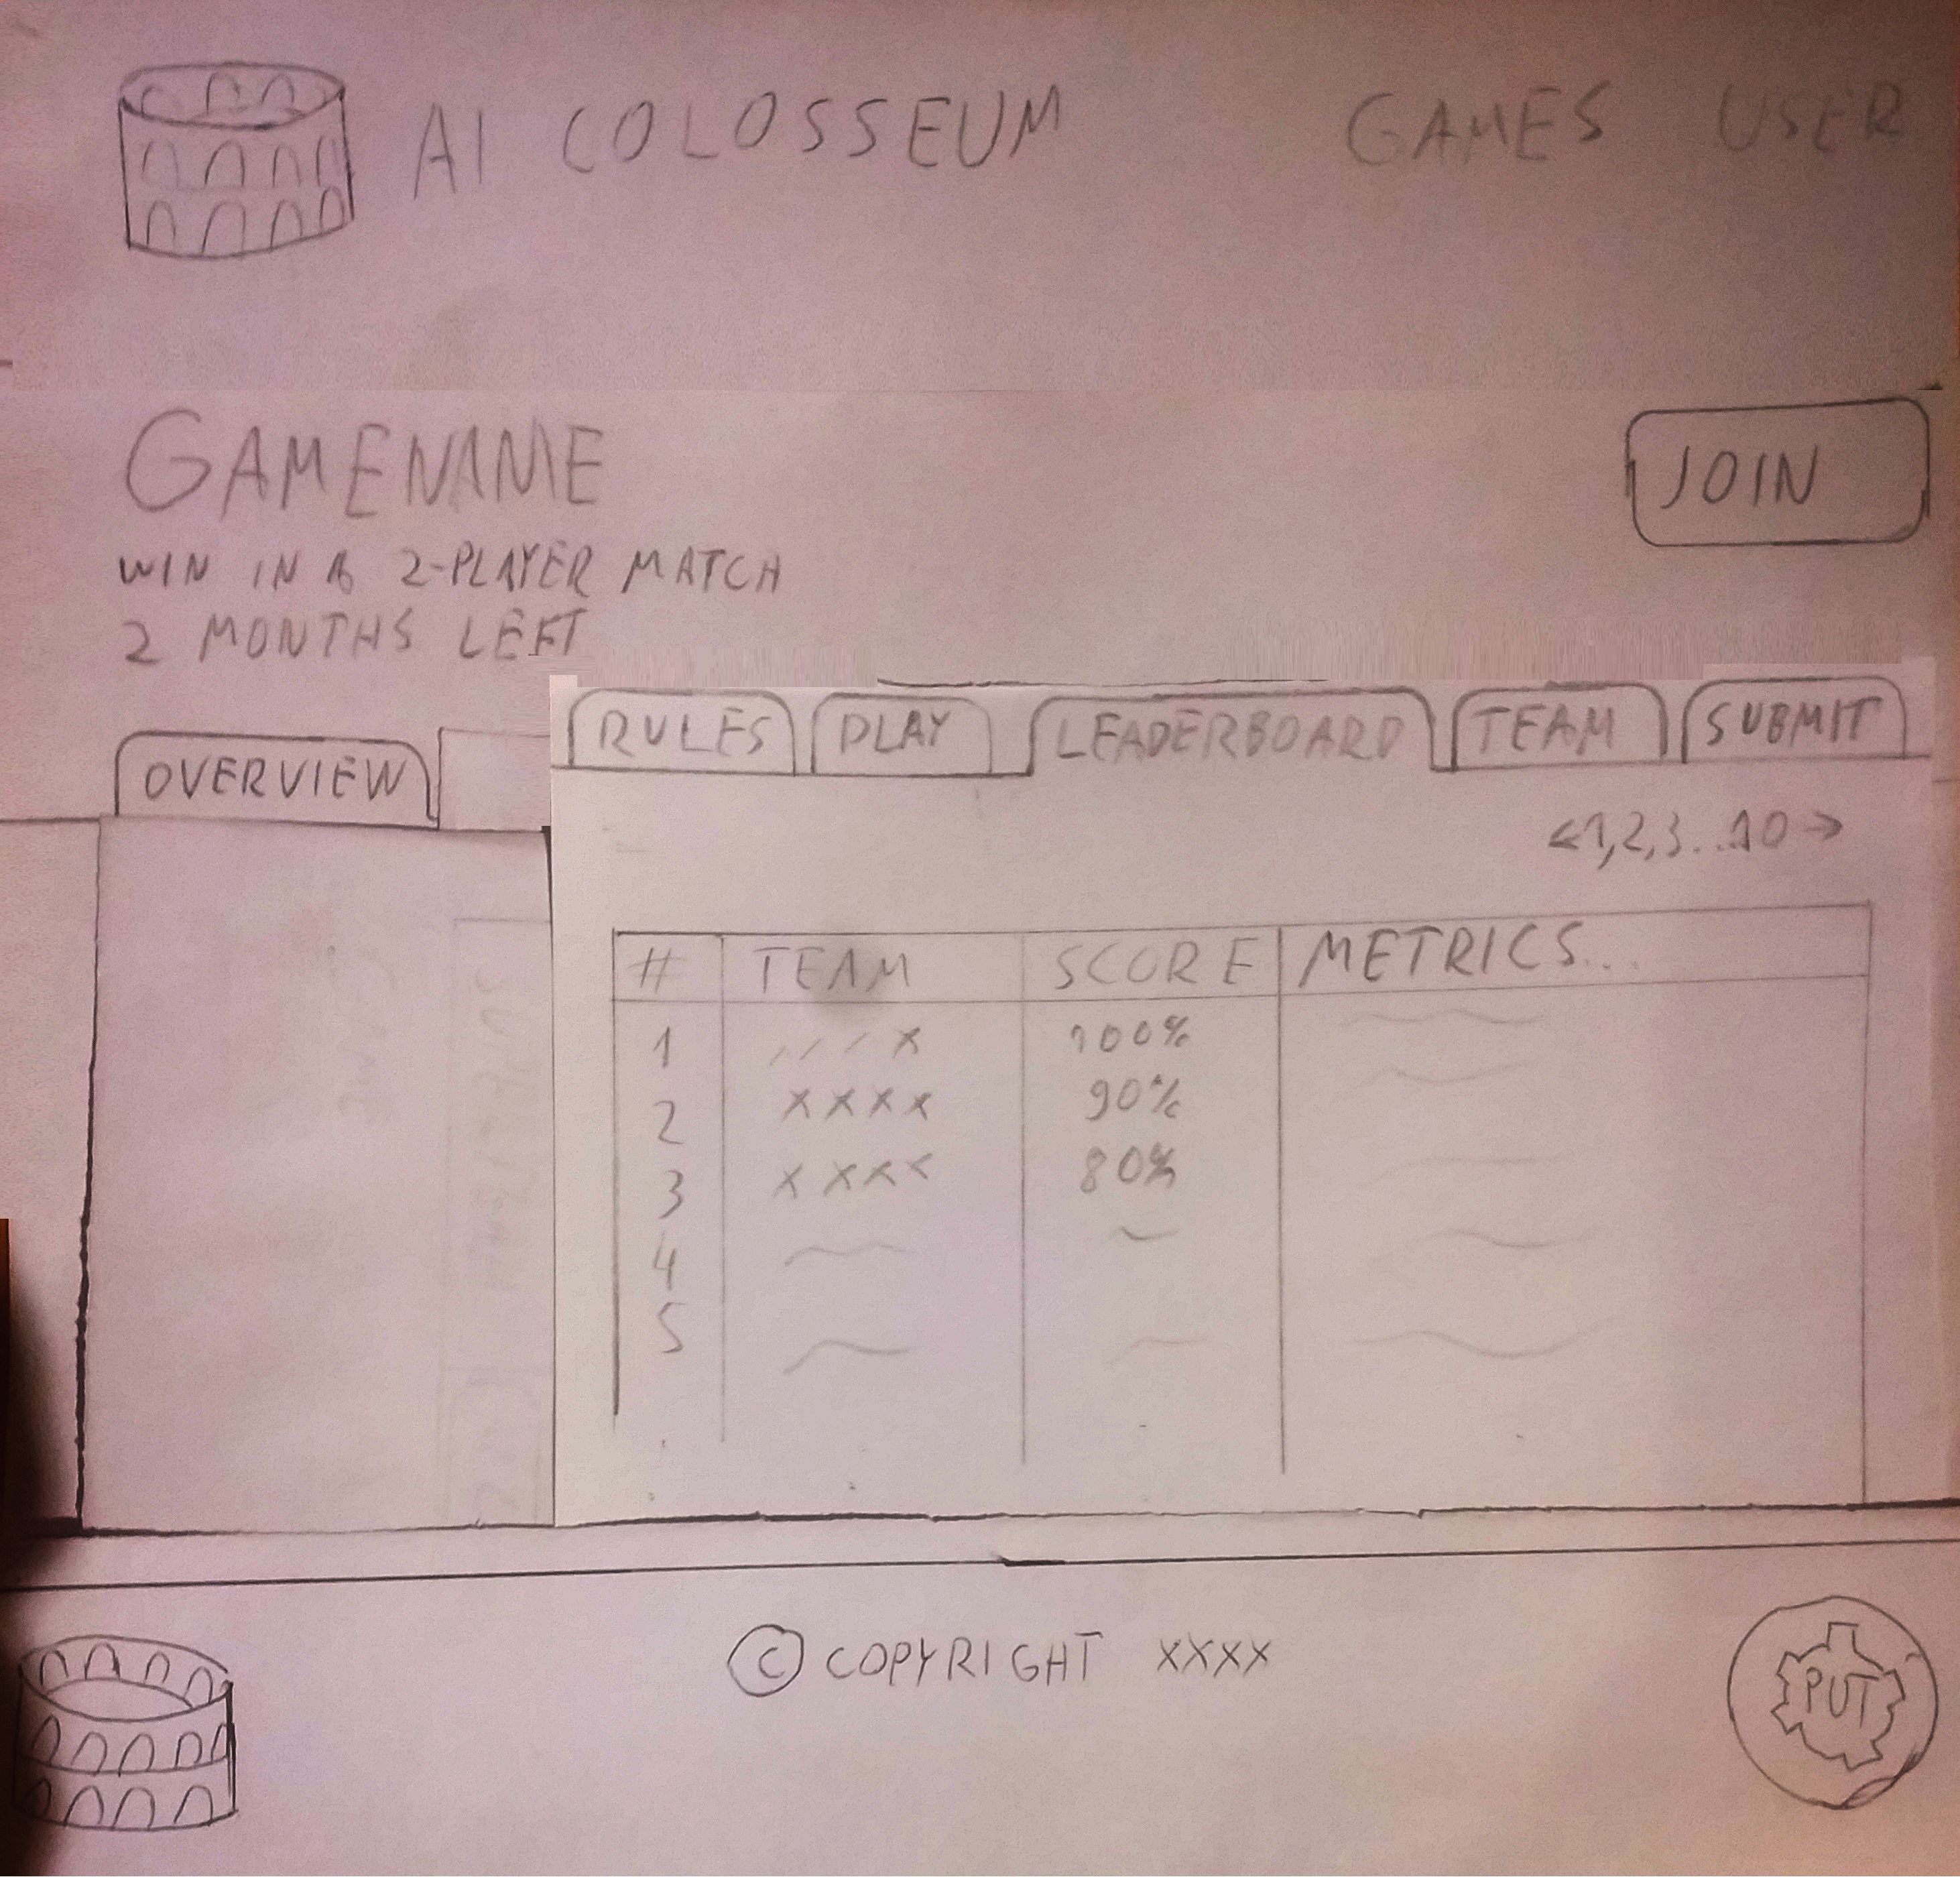 AI COLOSSEUM GAMES USER
GAMENAME
JOIN
WIN IN A 2-PLAYER MATCH
2 MONTHS LEFT
OVERVIEW RULES PLAY LEADERBOARD TEAM SUBMIT
<1,2,3...10→
# TEAM SCORE METRICS...
1 ///x 100%
2 xxxx 90%
3 xxxx 80%
4
5
© COPYRIGHT XXXX
PUT